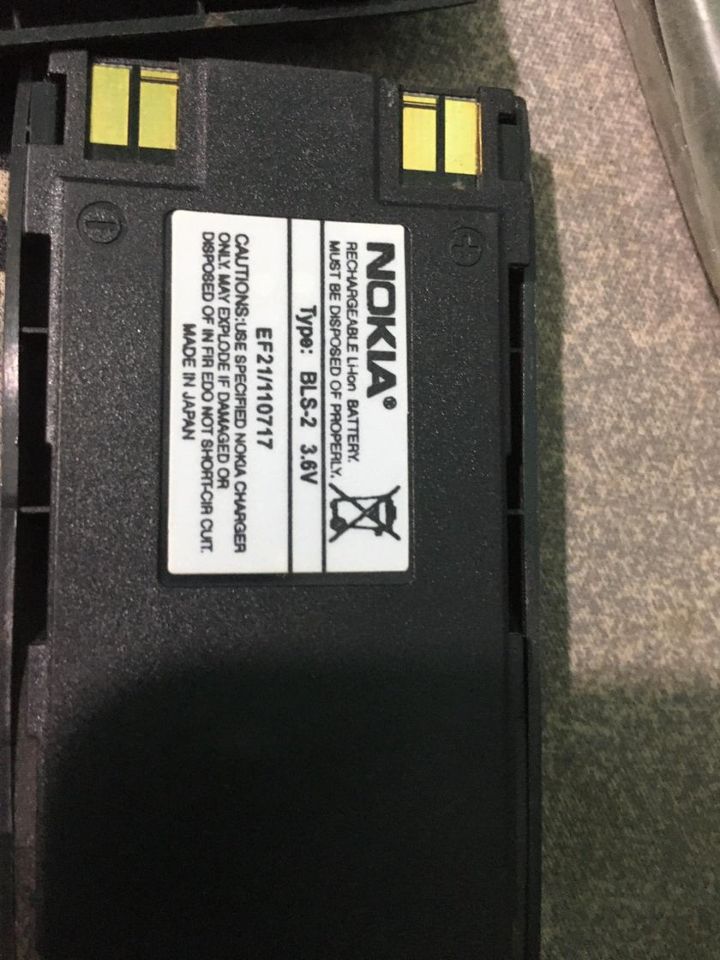 NOKIA®
RECHARGEABLE Li-Ion BATTERY.
MUST BE DISPOSED OF PROPERLY.
Type: BLS-2 3.6V
EF21/110717
CAUTIONS:USE SPECIFIED NOKIA CHARGER
ONLY. MAY EXPLODE IF DAMAGED OR
DISPOSED OF IN FIR EDO NOT SHORT-CIR CUIT.
MADE IN JAPAN